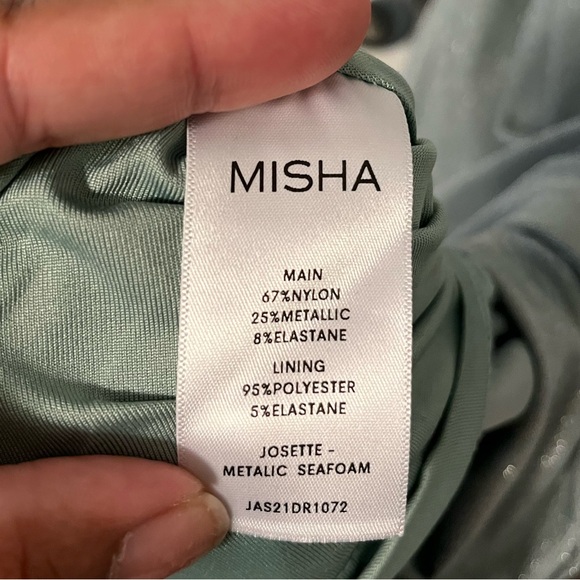 MISHA
MAIN
67%NYLON
25%METALLIC
8%ELASTANE
LINING
95%POLYESTER
5%ELASTANE
JOSETTE -
METALIC SEAFOAM
JAS21DR1072